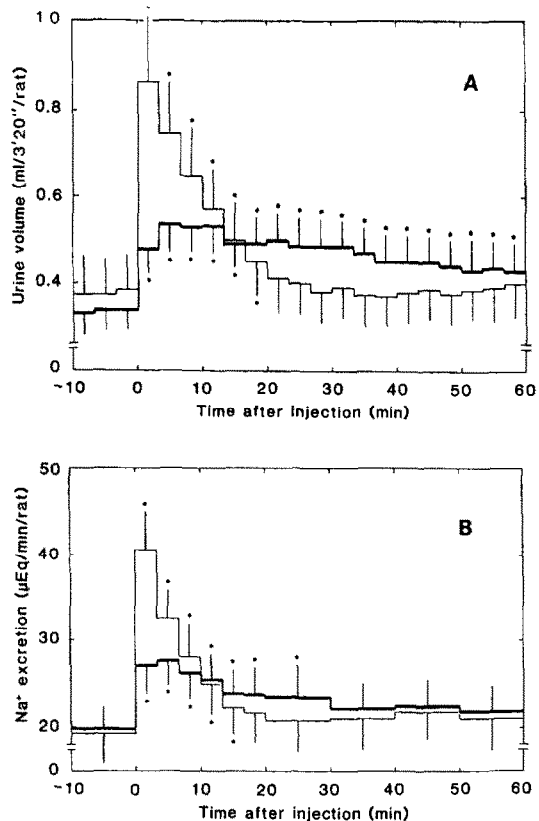 1 0
A
0.8
0.6
0.4
0
Urine volume (ml/3'20''/rat)
-10 0 10 20 30 40 50 60
Time after Injection (min)
50
B
40
30
20
0
Na⁺ excretion (µEq/min/rat)
-10 0 10 20 30 40 50 60
Time after injection (min)